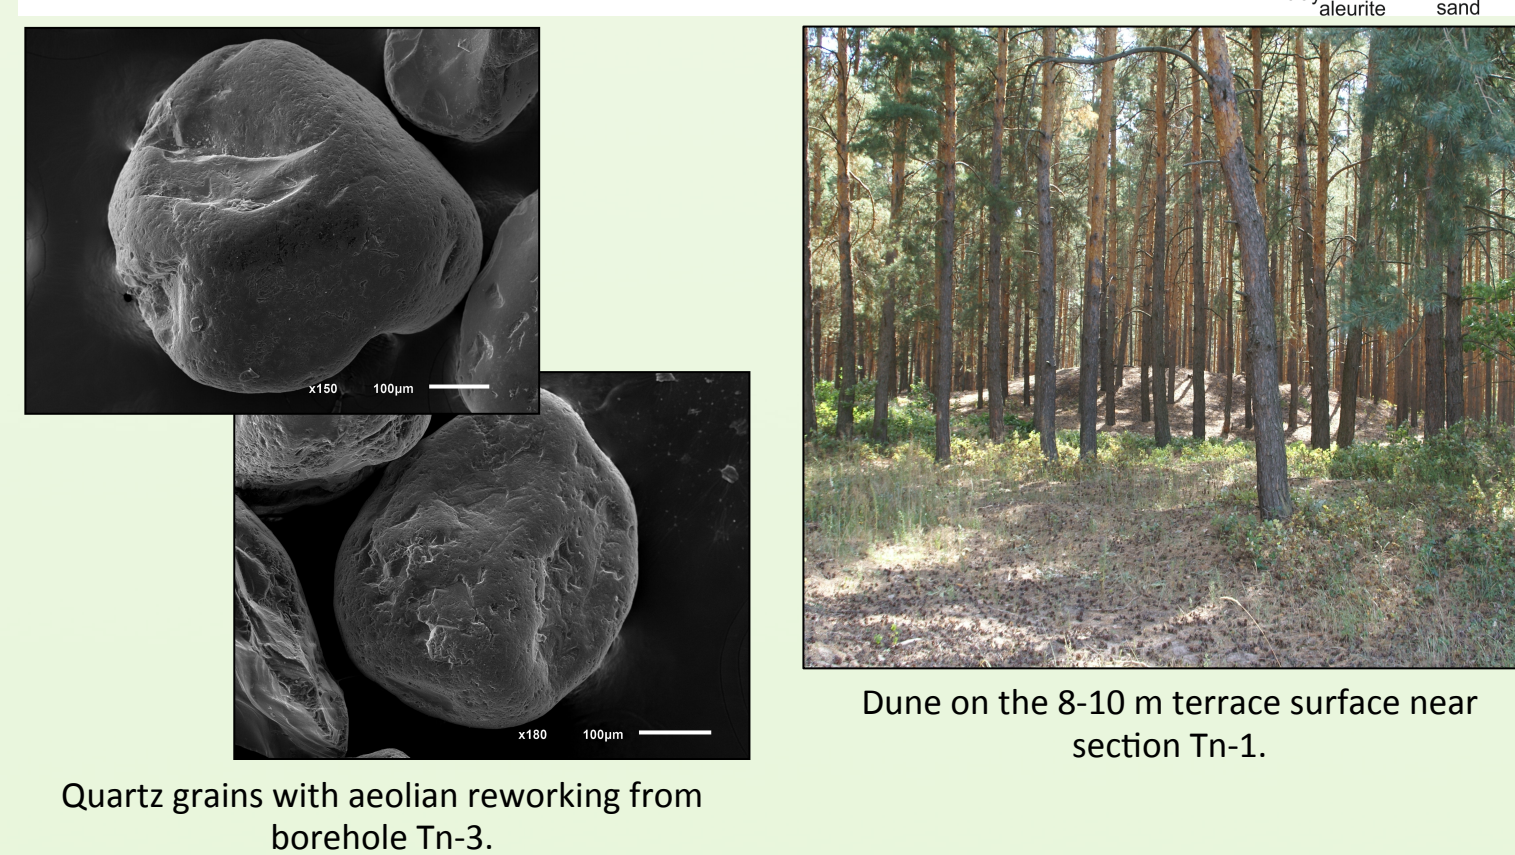 aleurite sand
x150 100µm
x180 100µm
Quartz grains with aeolian reworking from
borehole Tn-3.
Dune on the 8-10 m terrace surface near
section Tn-1.